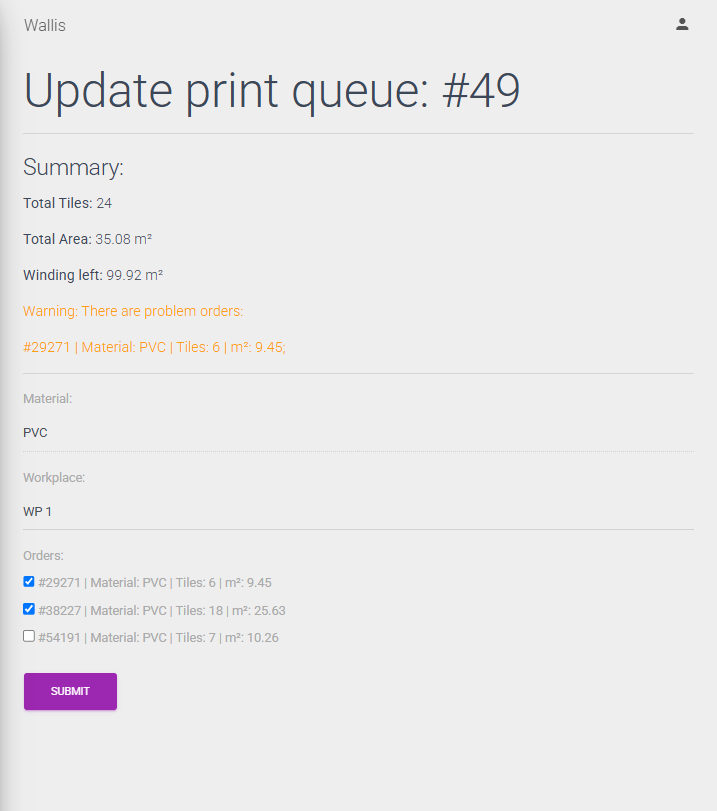 Wallis
Update print queue: #49
Summary:
Total Tiles: 24
Total Area: 35.08 m²
Winding left: 99.92 m²
Warning: There are problem orders:
#29271 | Material: PVC | Tiles: 6 | m²: 9.45;
Material:
PVC
Workplace:
WP 1
Orders:
#29271 | Material: PVC | Tiles: 6 | m²: 9.45
#38227 | Material: PVC | Tiles: 18 | m²: 25.63
#54191 | Material: PVC | Tiles: 7 | m²: 10.26
SUBMIT